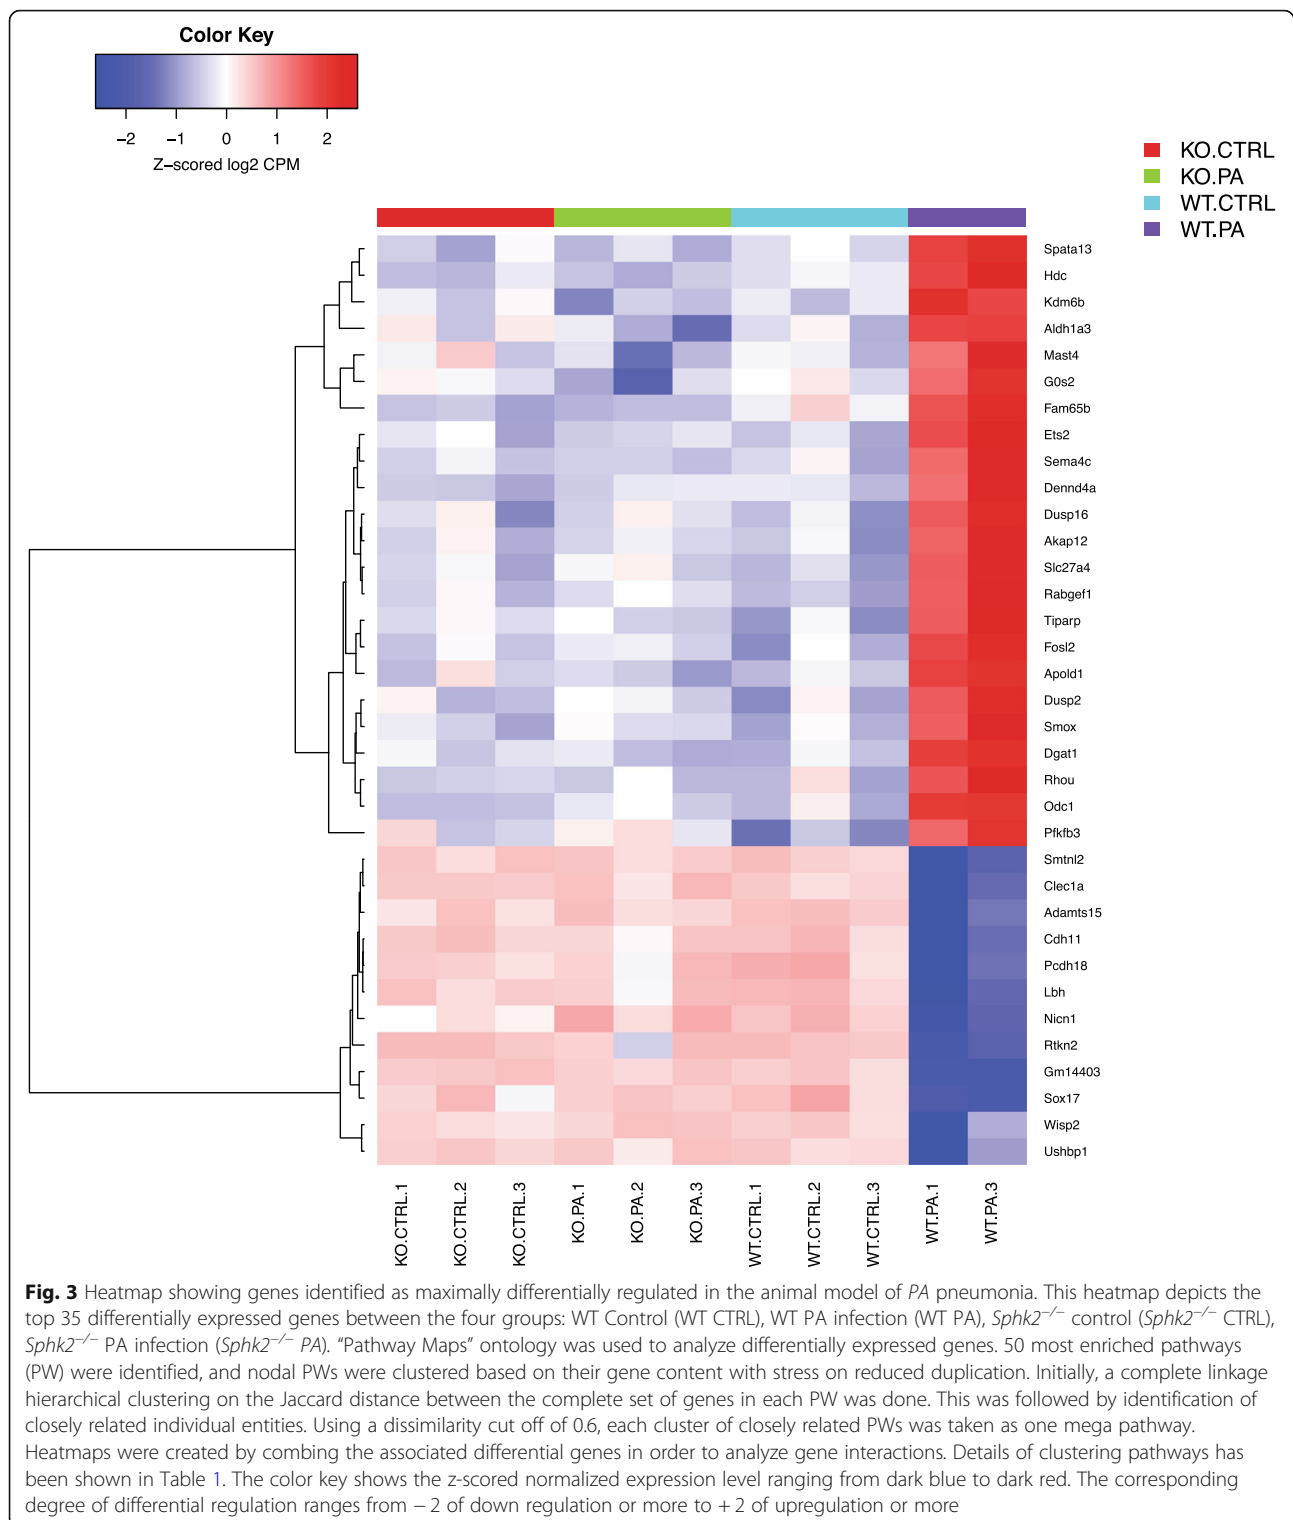 Color Key
−2 −1 0 1 2
Z−scored log2 CPM
KO.CTRL
KO.PA
WT.CTRL
WT.PA
Spata13
Hdc
Kdm6b
Aldh1a3
Mast4
G0s2
Fam65b
Ets2
Sema4c
Dennd4a
Dusp16
Akap12
Slc27a4
Rabgef1
Tiparp
Fosl2
Apold1
Dusp2
Smox
Dgat1
Rhou
Odc1
Pfkfb3
Smtnl2
Clec1a
Adamts15
Cdh11
Pcdh18
Lbh
Nicn1
Rtkn2
Gm14403
Sox17
Wisp2
Ushbp1
KO.CTRL.1
KO.CTRL.2
KO.CTRL.3
KO.PA.1
KO.PA.2
KO.PA.3
WT.CTRL.1
WT.CTRL.2
WT.CTRL.3
WT.PA.1
WT.PA.3
Fig. 3 Heatmap showing genes identified as maximally differentially regulated in the animal model of PA pneumonia. This heatmap depicts the
top 35 differentially expressed genes between the four groups: WT Control (WT CTRL), WT PA infection (WT PA), Sphk2−/− control (Sphk2−/− CTRL),
Sphk2−/− PA infection (Sphk2−/− PA). “Pathway Maps” ontology was used to analyze differentially expressed genes. 50 most enriched pathways
(PW) were identified, and nodal PWs were clustered based on their gene content with stress on reduced duplication. Initially, a complete linkage
hierarchical clustering on the Jaccard distance between the complete set of genes in each PW was done. This was followed by identification of
closely related individual entities. Using a dissimilarity cut off of 0.6, each cluster of closely related PWs was taken as one mega pathway.
Heatmaps were created by combing the associated differential genes in order to analyze gene interactions. Details of clustering pathways has
been shown in Table 1. The color key shows the z-scored normalized expression level ranging from dark blue to dark red. The corresponding
degree of differential regulation ranges from − 2 of down regulation or more to + 2 of upregulation or more